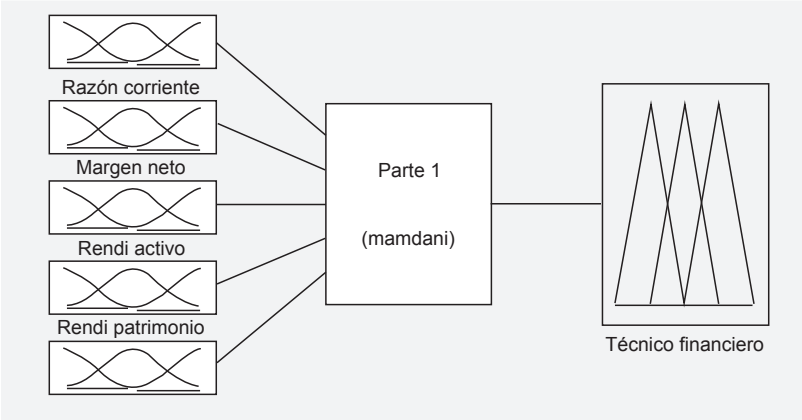 Razón corriente
Margen neto
Rendi activo
Rendi patrimonio
Parte 1
(mamdani)
Técnico financiero